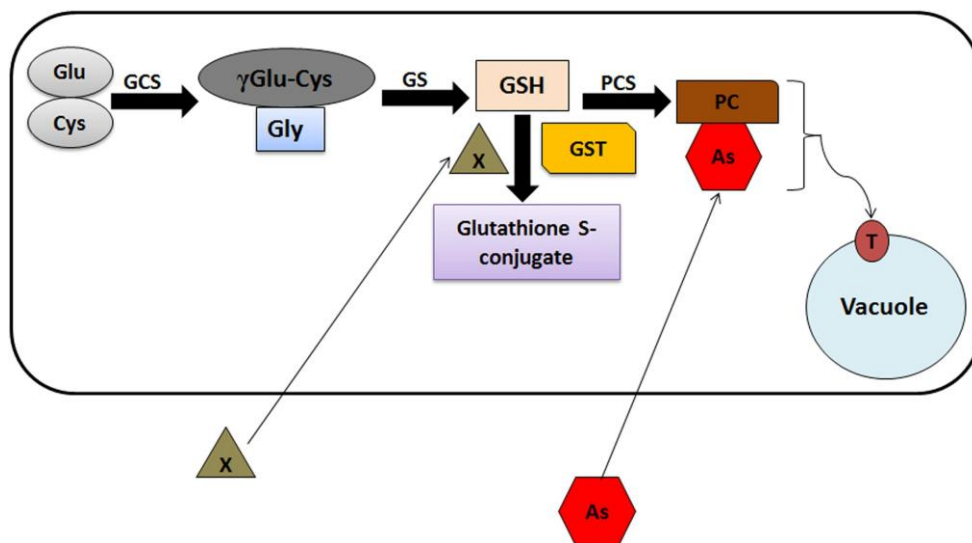 Glu
Cys
GCS
γGlu-Cys
Gly
GS
GSH
PCS
PC
As
X
GST
Glutathione S-
conjugate
T
Vacuole
X
As